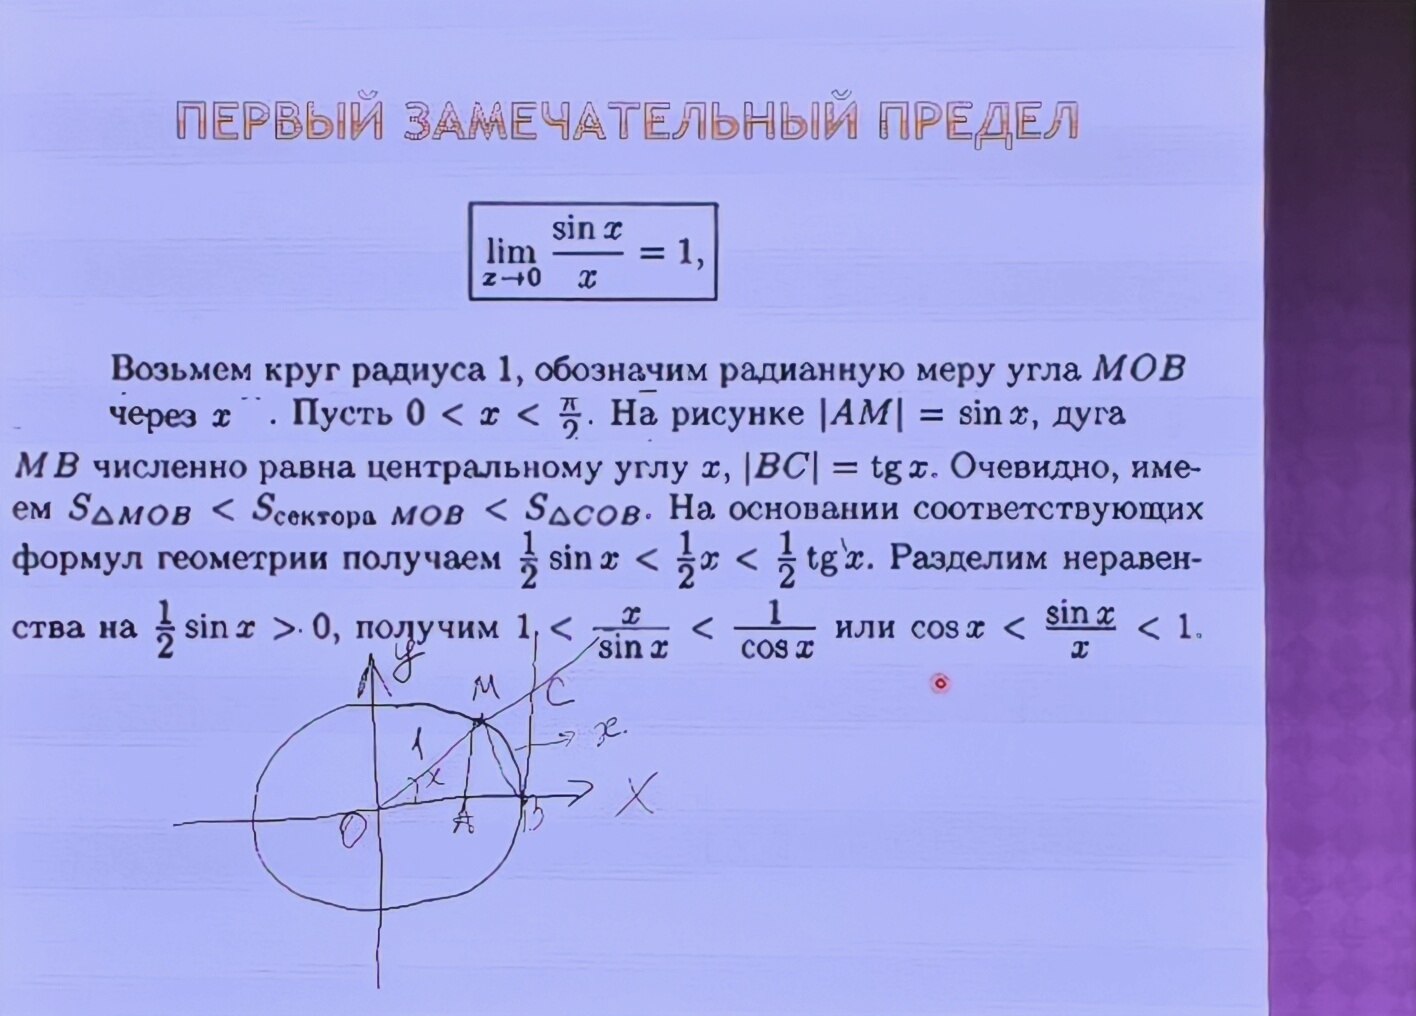 ПЕРВЫЙ ЗАМЕЧАТЕЛЬНЫЙ ПРЕДЕЛ
lim_{x→0} sin x / x = 1,
Возьмем круг радиуса 1, обозначим радианную меру угла MOB
через x . Пусть 0 < x < π/2. На рисунке |AM| = sin x, дуга
MB численно равна центральному углу x, |BC| = tg x. Очевидно, име-
ем S△MOB < Sсектора MOB < S△COB. На основании соответствующих
формул геометрии получаем 1/2 sin x < 1/2 x < 1/2 tg x. Разделим неравен-
ства на 1/2 sin x > 0, получим 1 < x/sin x < 1/cos x или cos x < sin x/x < 1.
y
M C
1 x x.
O A B X